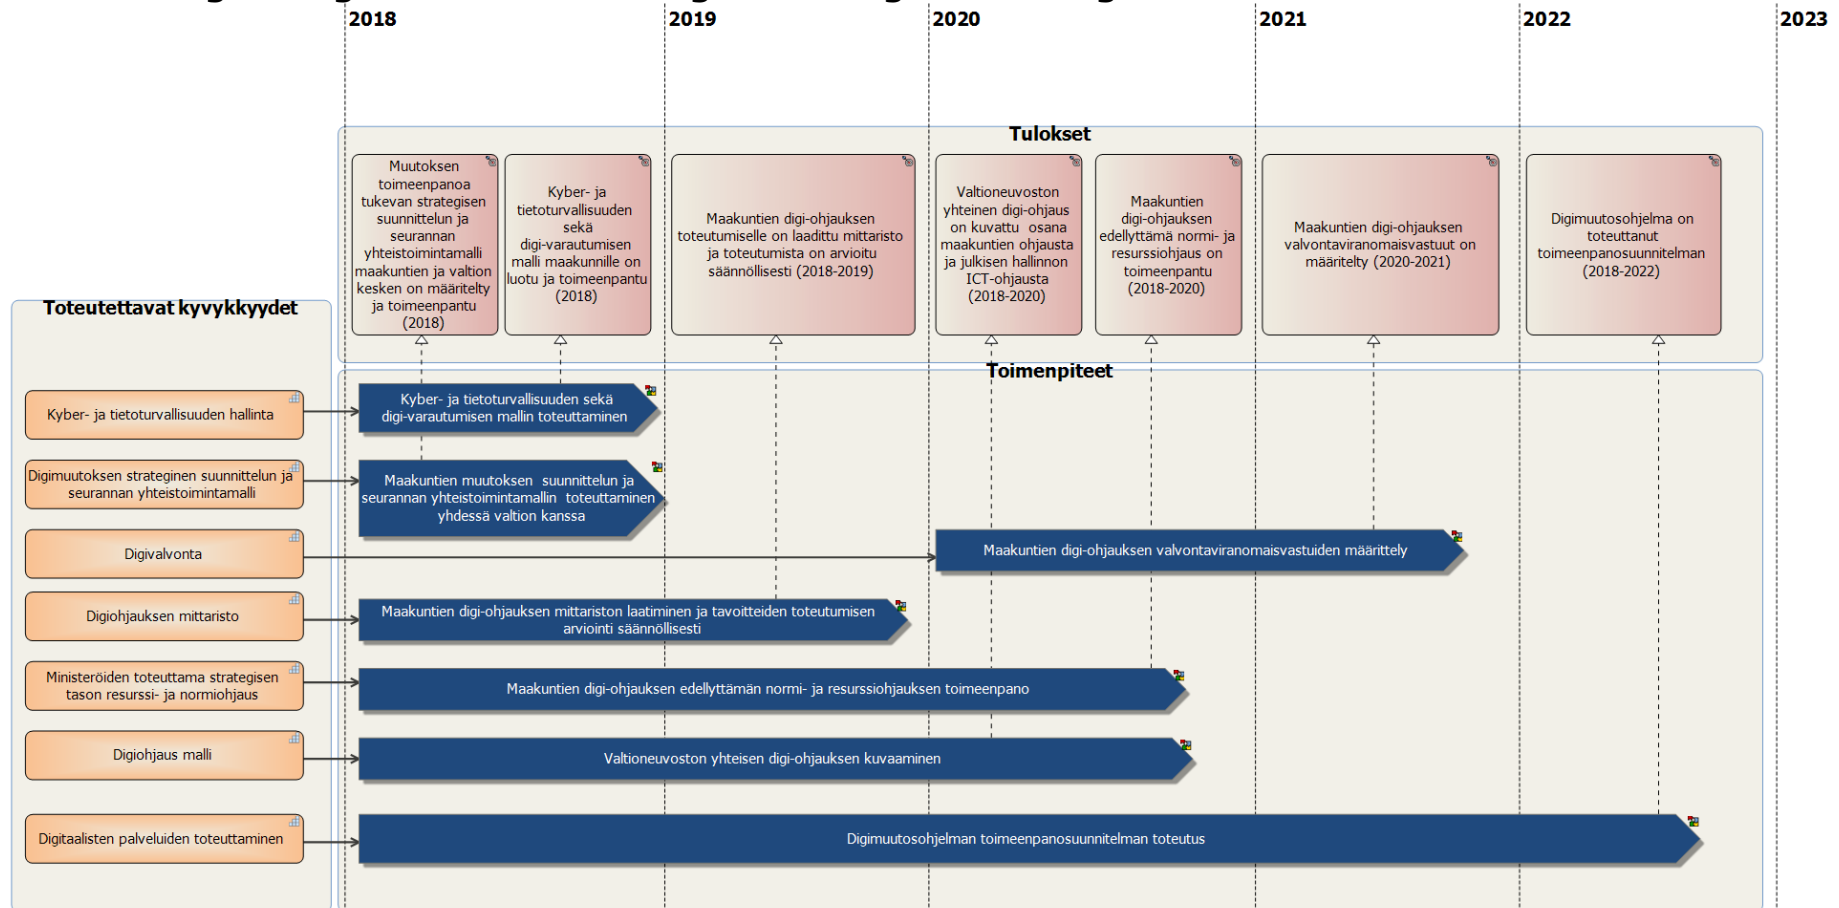 2018
2019
2020
2021
2022
2023
Tulokset
Muutoksen
toimeenpanoa
tukevan strategisen
suunnittelun ja
seurannan
yhteistoimintamalli
maakuntien ja valtion
kesken on määritelty
ja toimeenpantu
(2018)
Kyber- ja
tietoturvallisuuden
sekä
digi-varautumisen
malli maakunnille on
luotu ja toimeenpantu
(2018)
Maakuntien digi-ohjauksen
toteutumiselle on laadittu mittaristo
ja toteutumista on arvioitu
säännöllisesti (2018-2019)
Valtioneuvoston
yhteinen digi-ohjaus
on kuvattu osana
maakuntien ohjausta
ja julkisen hallinnon
ICT-ohjausta
(2018-2020)
Maakuntien
digi-ohjauksen
edellyttämä normi- ja
resurssiohjaus on
toimeenpantu
(2018-2020)
Maakuntien digi-ohjauksen
valvontaviranomaisvastuut on
määritelty (2020-2021)
Digimuutosohjelma on
toteuttanut
toimeenpanosuunnitelman
(2018-2022)
Toteutettavat kyvykkyydet
Toimenpiteet
Kyber- ja tietoturvallisuuden hallinta
Kyber- ja tietoturvallisuuden sekä
digi-varautumisen mallin toteuttaminen
Digimuutoksen strateginen suunnittelun ja
seurannan yhteistoimintamalli
Maakuntien muutoksen suunnittelun ja
seurannan yhteistoimintamallin toteuttaminen
yhdessä valtion kanssa
Digivalvonta
Maakuntien digi-ohjauksen valvontaviranomaisvastuiden määrittely
Digiohjauksen mittaristo
Maakuntien digi-ohjauksen mittariston laatiminen ja tavoitteiden toteutumisen
arviointi säännöllisesti
Ministeröiden toteuttama strategisen
tason resurssi- ja normiohjaus
Maakuntien digi-ohjauksen edellyttämän normi- ja resurssiohjauksen toimeenpano
Digiohjaus malli
Valtioneuvoston yhteisen digi-ohjauksen kuvaaminen
Digitaalisten palveluiden toteuttaminen
Digimuutosohjelman toimeenpanosuunnitelman toteutus